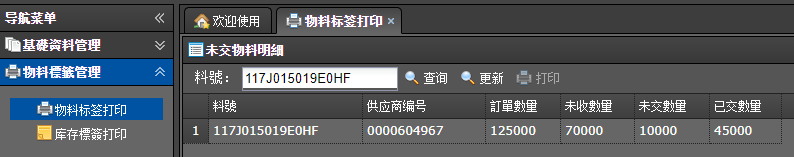 导航菜单
基礎資料管理
物料標籤管理
物料标签打印
库存標簽打印
欢迎使用 物料标签打印
未交物料明細
料號： 117J015019E0HF 查询 更新 打印
料號 供应商编号 訂單數量 未收數量 未交數量 已交數量
1 117J015019E0HF 0000604967 125000 70000 10000 45000